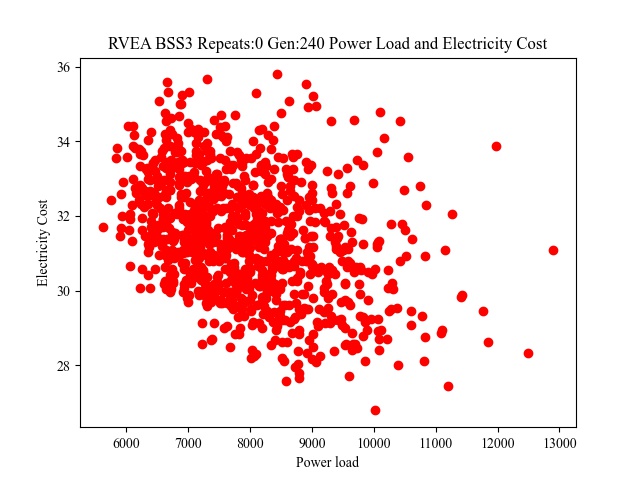 RVEA BSS3 Repeats:0 Gen:240 Power Load and Electricity Cost
36
34
32
30
28
Electricity Cost
6000 7000 8000 9000 10000 11000 12000 13000
Power load